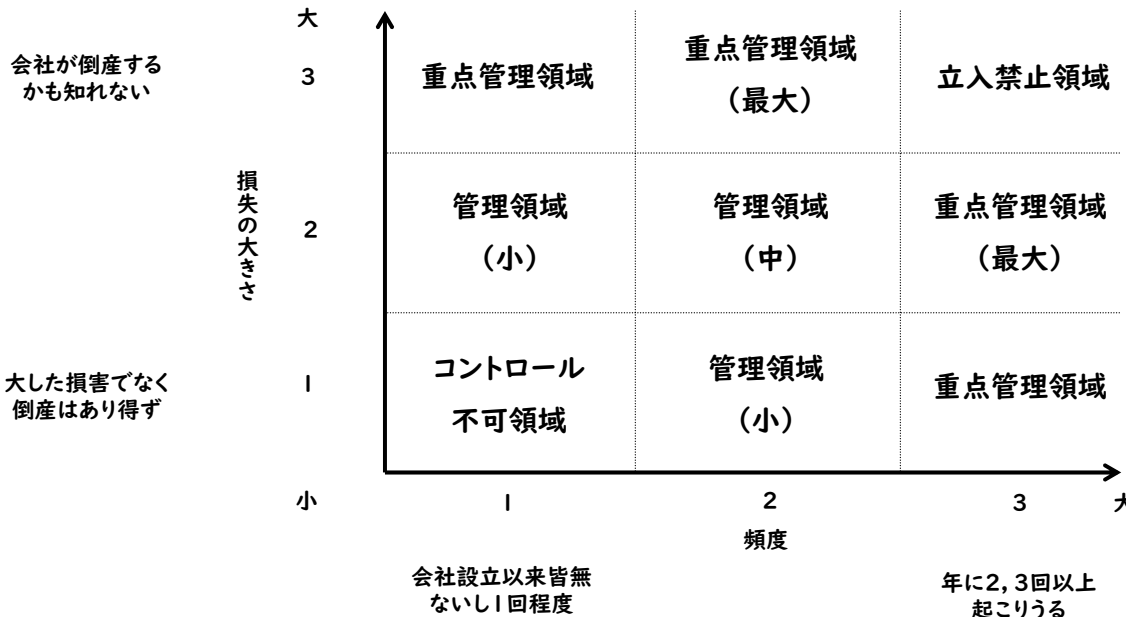 大
会社が倒産する
かも知れない
3
重点管理領域
重点管理領域
(最大)
立入禁止領域
損失の大きさ
2
管理領域
(小)
管理領域
(中)
重点管理領域
(最大)
大した損害でなく
倒産はあり得ず
1
コントロール
不可領域
管理領域
(小)
重点管理領域
小
1
2
3
大
頻度
会社設立以来皆無
ないし1回程度
年に2,3回以上
起こりうる